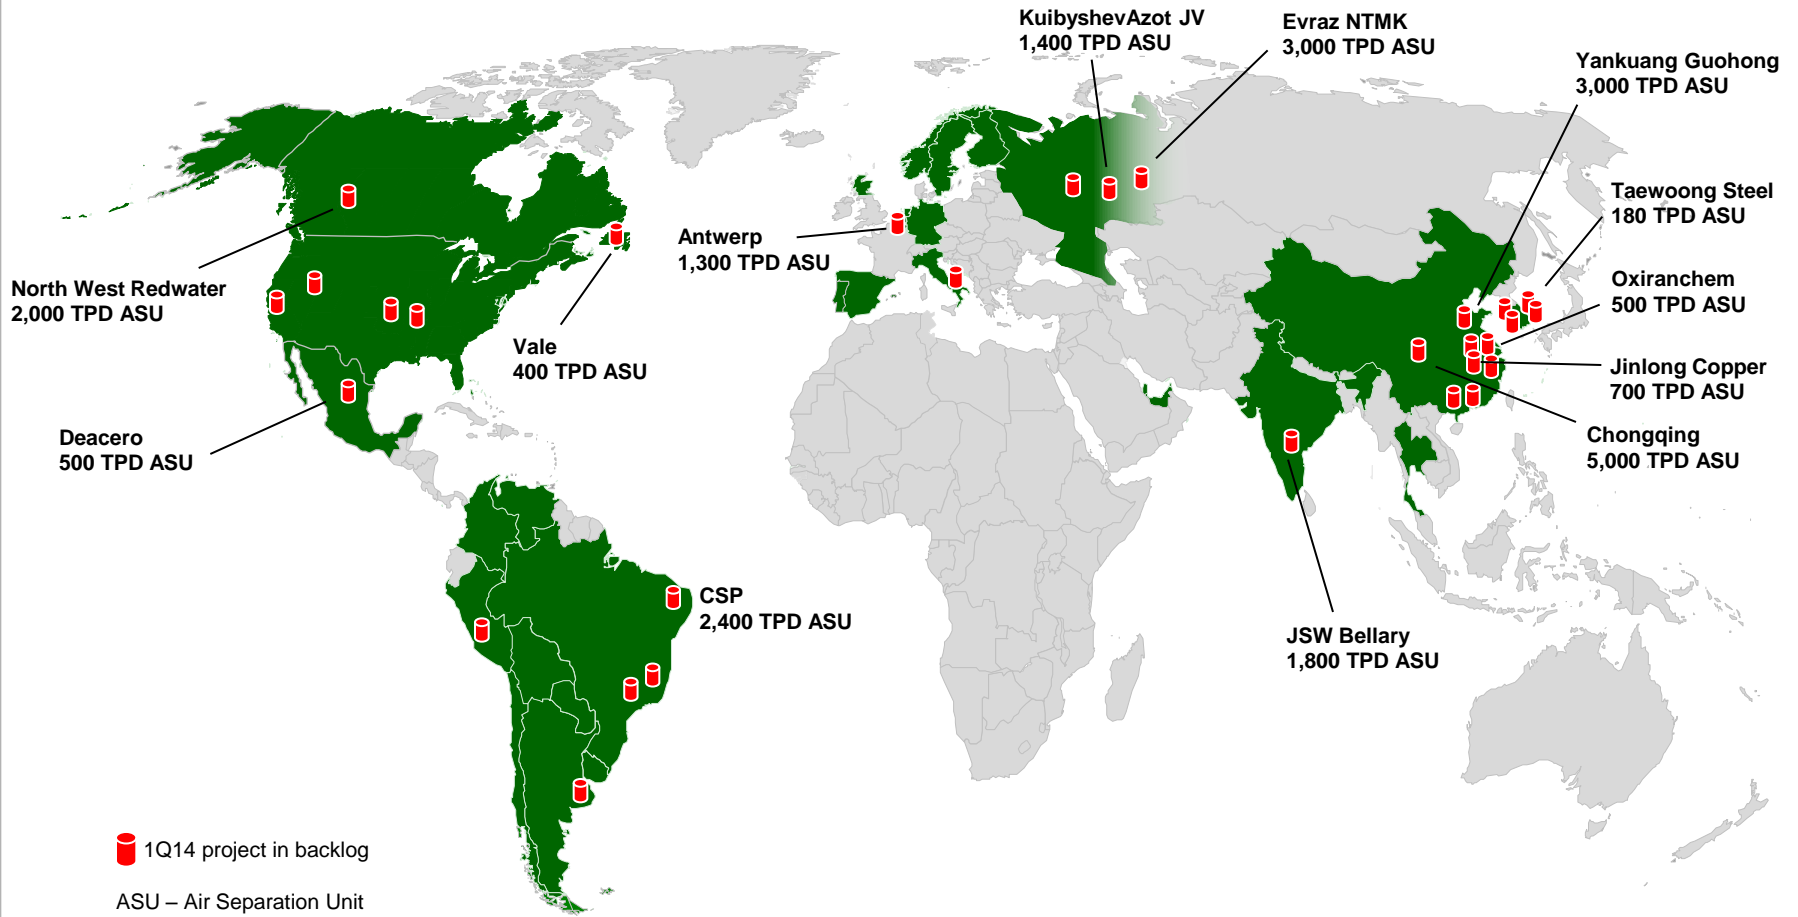 KuibyshevAzot JV
1,400 TPD ASU
Evraz NTMK
3,000 TPD ASU
Yankuang Guohong
3,000 TPD ASU
Taewoong Steel
180 TPD ASU
Antwerp
1,300 TPD ASU
North West Redwater
2,000 TPD ASU
Oxiranchem
500 TPD ASU
Vale
400 TPD ASU
Jinlong Copper
700 TPD ASU
Deacero
500 TPD ASU
Chongqing
5,000 TPD ASU
CSP
2,400 TPD ASU
JSW Bellary
1,800 TPD ASU
1Q14 project in backlog
ASU – Air Separation Unit